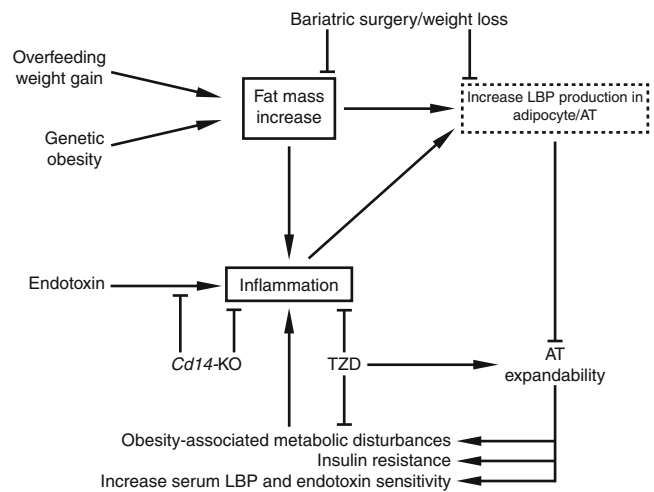 Bariatric surgery/weight loss
Overfeeding
weight gain
Fat mass
increase
Increase LBP production in
adipocyte/AT
Genetic
obesity
Endotoxin
Inflammation
Cd14-KO
TZD
AT
expandability
Obesity-associated metabolic disturbances
Insulin resistance
Increase serum LBP and endotoxin sensitivity